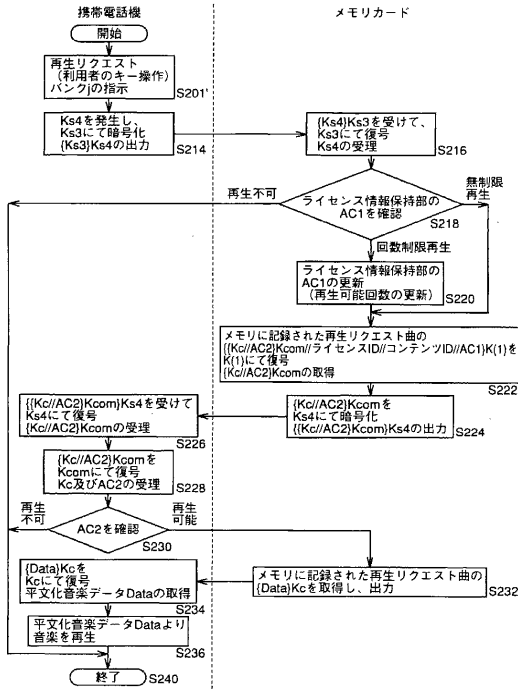 携帯電話機
メモリカード
開始
再生リクエスト
(利用者のキー操作)
バンクjの指示
S201'
Ks4を発生し、
Ks3にて暗号化
{Ks3}Ks4の出力
S214
{Ks4}Ks3を受けて、
Ks3にて復号
Ks4の受理
S216
再生不可
ライセンス情報保持部の
AC1を確認
S218
無制限
再生
回数制限再生
ライセンス情報保持部の
AC1の更新
(再生可能回数の更新)
S220
メモリに記録された再生リクエスト曲の
{{Kc//AC2}Kcom//ライセンスID//コンテンツID//AC1}K(1)を
K(1)にて復号
{Kc//AC2}Kcomの取得
S222
{Kc//AC2}Kcomを
Ks4にて暗号化
{{Kc//AC2}Kcom}Ks4の出力
S224
{{Kc//AC2}Kcom}Ks4を受けて
Ks4にて復号
{Kc//AC2}Kcomの受理
S226
{Kc//AC2}Kcomを
Kcomにて復号
Kc及びAC2の受理
S228
再生
不可
AC2を確認
S230
再生
可能
メモリに記録された再生リクエスト曲の
{Data}Kcを取得し、出力
S232
{Data}Kcを
Kcにて復号
平文化音楽データDataの取得
S234
平文化音楽データDataより
音楽を再生
S236
終了
S240